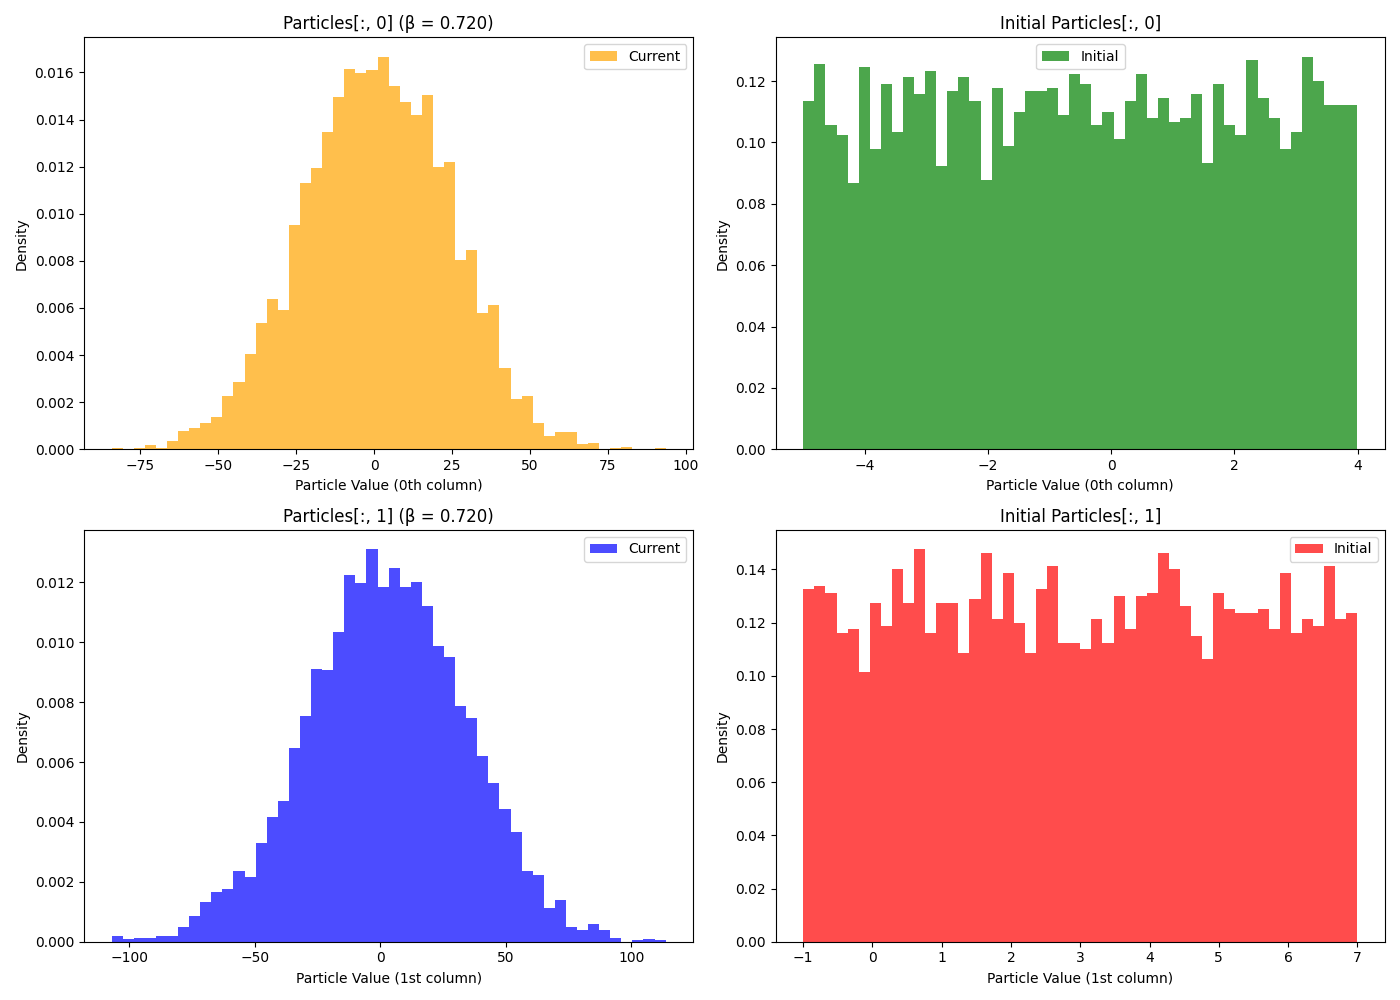 Particles[:, 0] (β = 0.720)
Current
Density
0.016
0.014
0.012
0.010
0.008
0.006
0.004
0.002
0.000
−75 −50 −25 0 25 50 75 100
Particle Value (0th column)
Initial Particles[:, 0]
Initial
Density
0.12
0.10
0.08
0.06
0.04
0.02
0.00
−4 −2 0 2 4
Particle Value (0th column)
Particles[:, 1] (β = 0.720)
Current
Density
0.012
0.010
0.008
0.006
0.004
0.002
0.000
−100 −50 0 50 100
Particle Value (1st column)
Initial Particles[:, 1]
Initial
Density
0.14
0.12
0.10
0.08
0.06
0.04
0.02
0.00
−1 0 1 2 3 4 5 6 7
Particle Value (1st column)